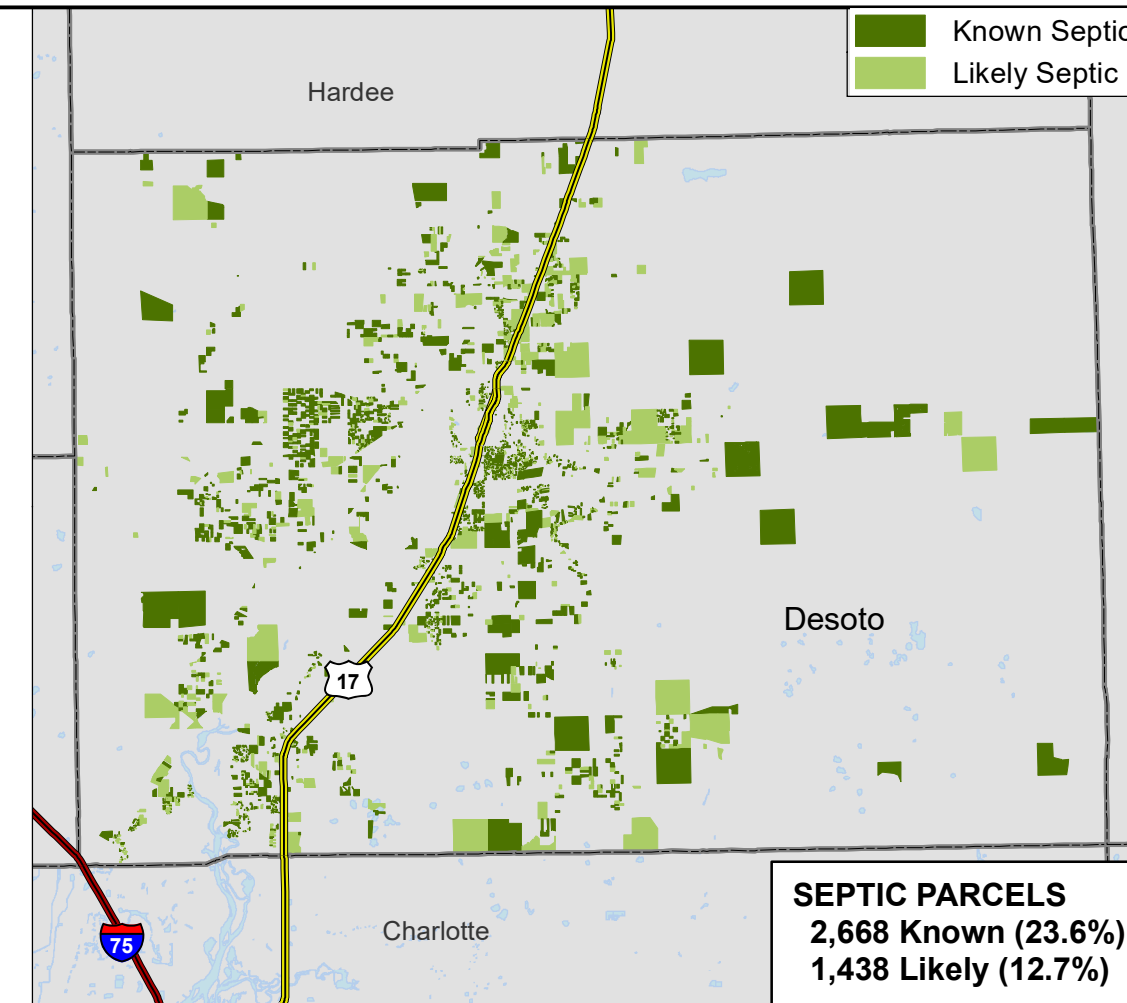 Known Septic
Likely Septic
Hardee
Desoto
17
Charlotte
75
SEPTIC PARCELS
2,668 Known (23.6%)
1,438 Likely (12.7%)